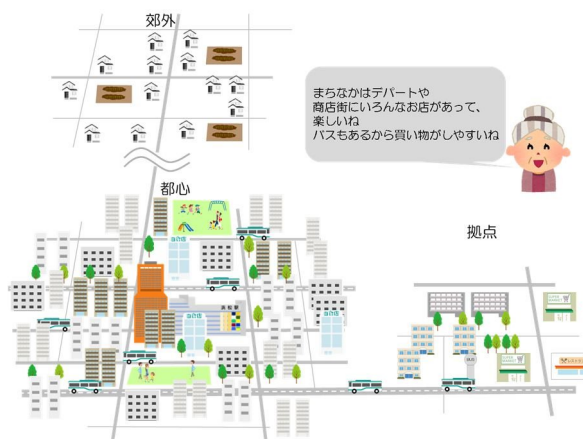 郊外
まちなかはデパートや
商店街にいろんなお店があって、
楽しいね
バスもあるから買い物がしやすいね
都心
拠点